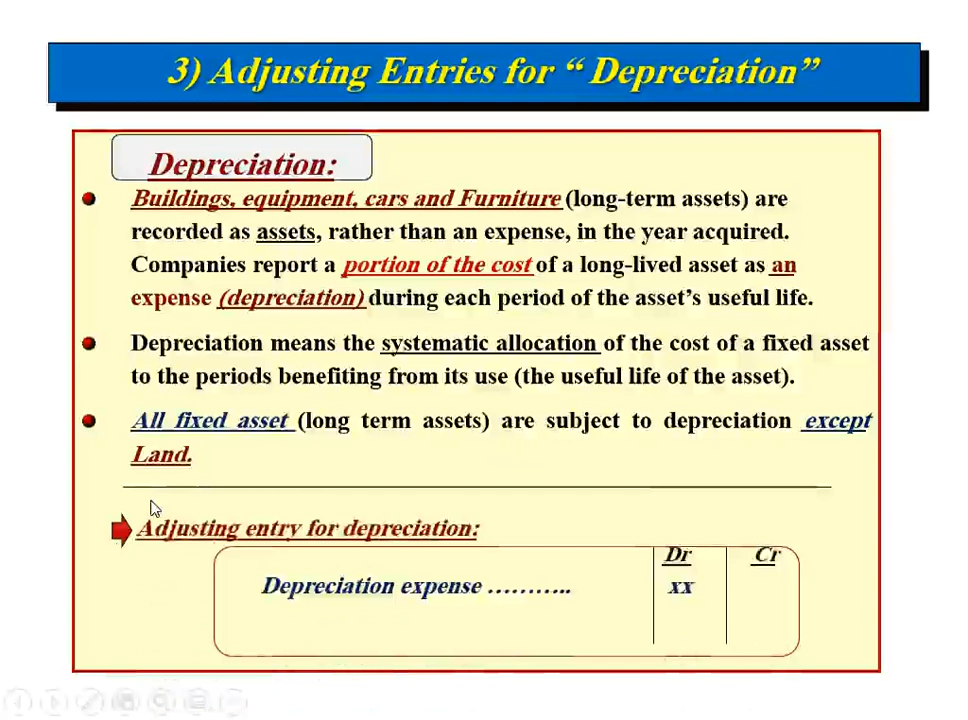 3) Adjusting Entries for “ Depreciation”
Depreciation:
Buildings, equipment, cars and Furniture (long-term assets) are
recorded as assets, rather than an expense, in the year acquired.
Companies report a portion of the cost of a long-lived asset as an
expense (depreciation) during each period of the asset’s useful life.
Depreciation means the systematic allocation of the cost of a fixed asset
to the periods benefiting from its use (the useful life of the asset).
All fixed asset (long term assets) are subject to depreciation except
Land.
Adjusting entry for depreciation:
Dr Cr
Depreciation expense ……….. xx